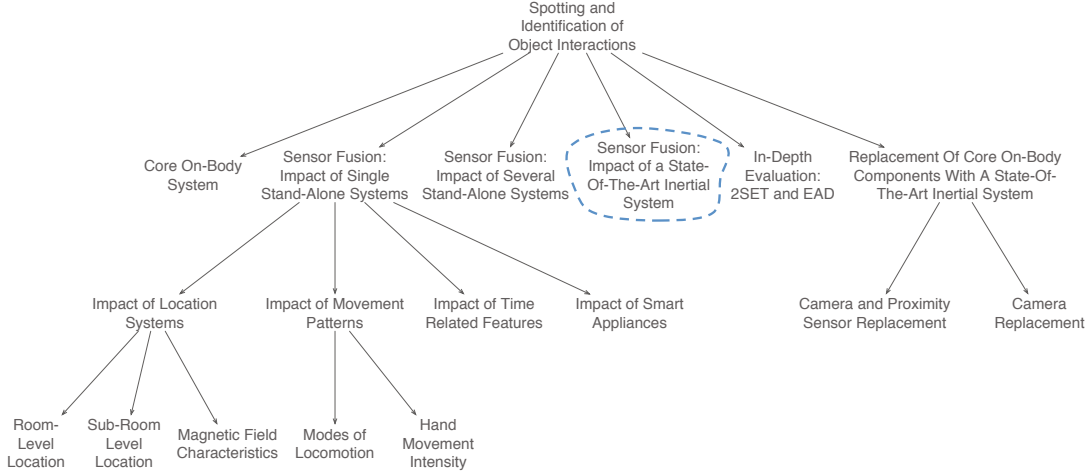 Spotting and
Identification of
Object Interactions
Core On-Body
System
Sensor Fusion:
Impact of Single
Stand-Alone Systems
Sensor Fusion:
Impact of Several
Stand-Alone Systems
Sensor Fusion:
Impact of a State-
Of-The-Art Inertial
System
In-Depth
Evaluation:
2SET and EAD
Replacement Of Core On-Body
Components With A State-Of-
The-Art Inertial System
Impact of Location
Systems
Impact of Movement
Patterns
Impact of Time
Related Features
Impact of Smart
Appliances
Camera and Proximity
Sensor Replacement
Camera
Replacement
Room-
Level
Location
Sub-Room
Level
Location
Magnetic Field
Characteristics
Modes of
Locomotion
Hand
Movement
Intensity